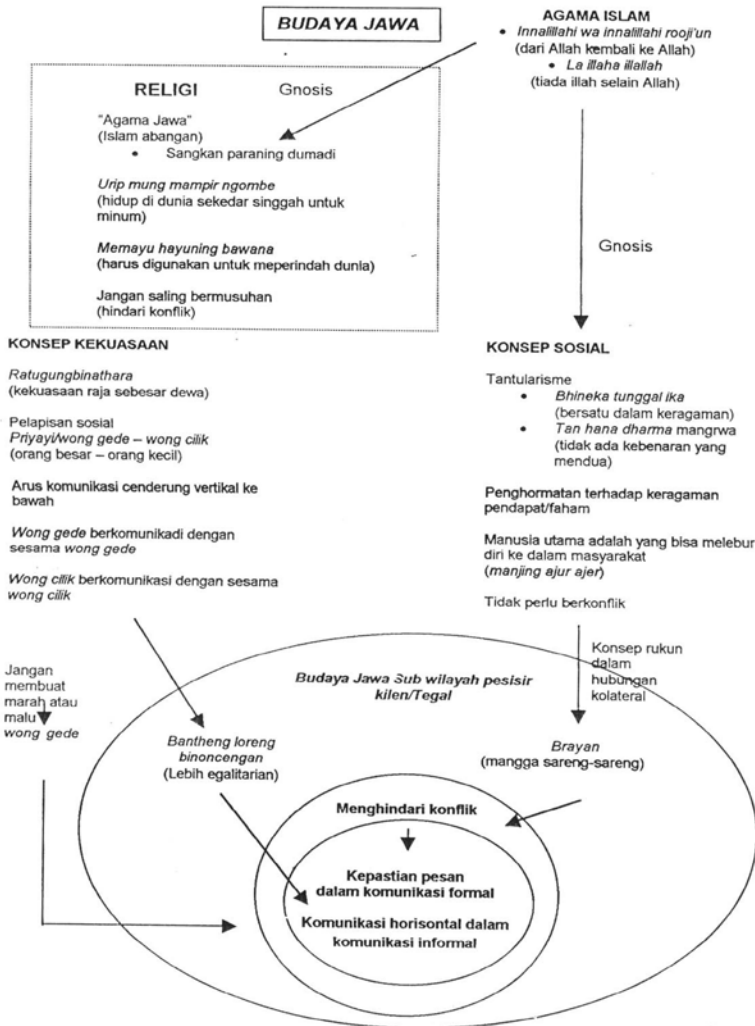 BUDAYA JAWA
AGAMA ISLAM
• Innalillahi wa innalillahi rooji'un
(dari Allah kembali ke Allah)
• La illaha illallah
(tiada illah selain Allah)
RELIGI Gnosis
"Agama Jawa"
(Islam abangan)
• Sangkan paraning dumadi
Urip mung mampir ngombe
(hidup di dunia sekedar singgah untuk
minum)
Memayu hayuning bawana
(harus digunakan untuk meperindah dunia)
Jangan saling bermusuhan
(hindari konflik)
Gnosis
KONSEP KEKUASAAN
Ratugungbinathara
(kekuasaan raja sebesar dewa)
Pelapisan sosial
Priyayi/wong gede – wong cilik
(orang besar – orang kecil)
Arus komunikasi cenderung vertikal ke
bawah
Wong gede berkomunikadi dengan
sesama wong gede
Wong cilik berkomunikasi dengan sesama
wong cilik
KONSEP SOSIAL
Tantularisme
• Bhineka tunggal ika
(bersatu dalam keragaman)
• Tan hana dharma mangrwa
(tidak ada kebenaran yang
mendua)
Penghormatan terhadap keragaman
pendapat/faham
Manusia utama adalah yang bisa melebur
diri ke dalam masyarakat
(manjing ajur ajer)
Tidak perlu berkonflik
Jangan
membuat
marah atau
malu
wong gede
Budaya Jawa Sub wilayah pesisir
kilen/Tegal
Konsep rukun
dalam
hubungan
kolateral
Bantheng loreng
binoncengan
(Lebih egalitarian)
Brayan
(mangga sareng-sareng)
Menghindari konflik
Kepastian pesan
dalam komunikasi formal
Komunikasi horisontal dalam
komunikasi informal